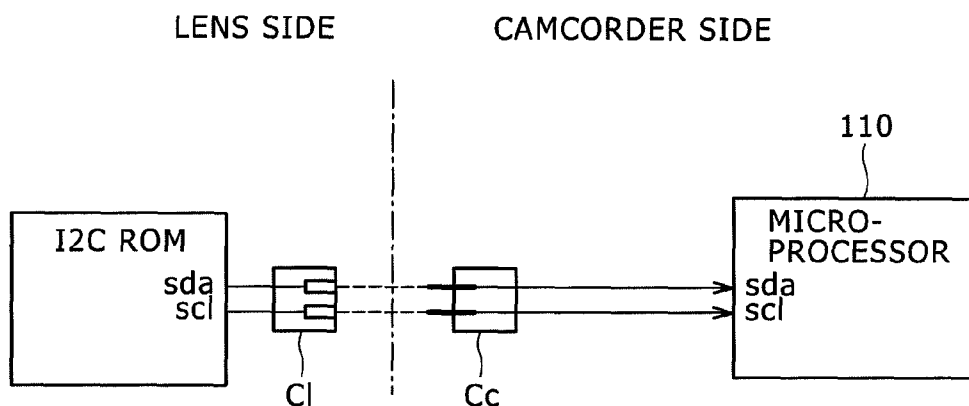 LENS SIDE
CAMCORDER SIDE
110
I2C ROM
sda
scl
MICRO-
PROCESSOR
sda
scl
Cl
Cc